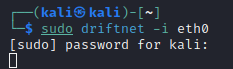 ┌──(kali㉿kali)-[~]
└─$ sudo driftnet -i eth0
[sudo] password for kali: